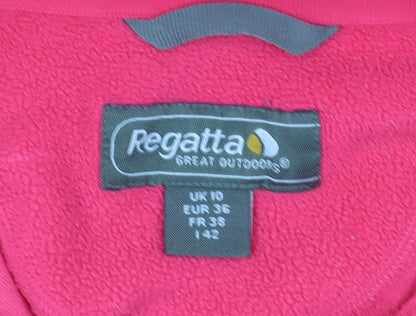 Regatta
GREAT OUTDOORS®
UK 10
EUR 36
FR 38
I 42